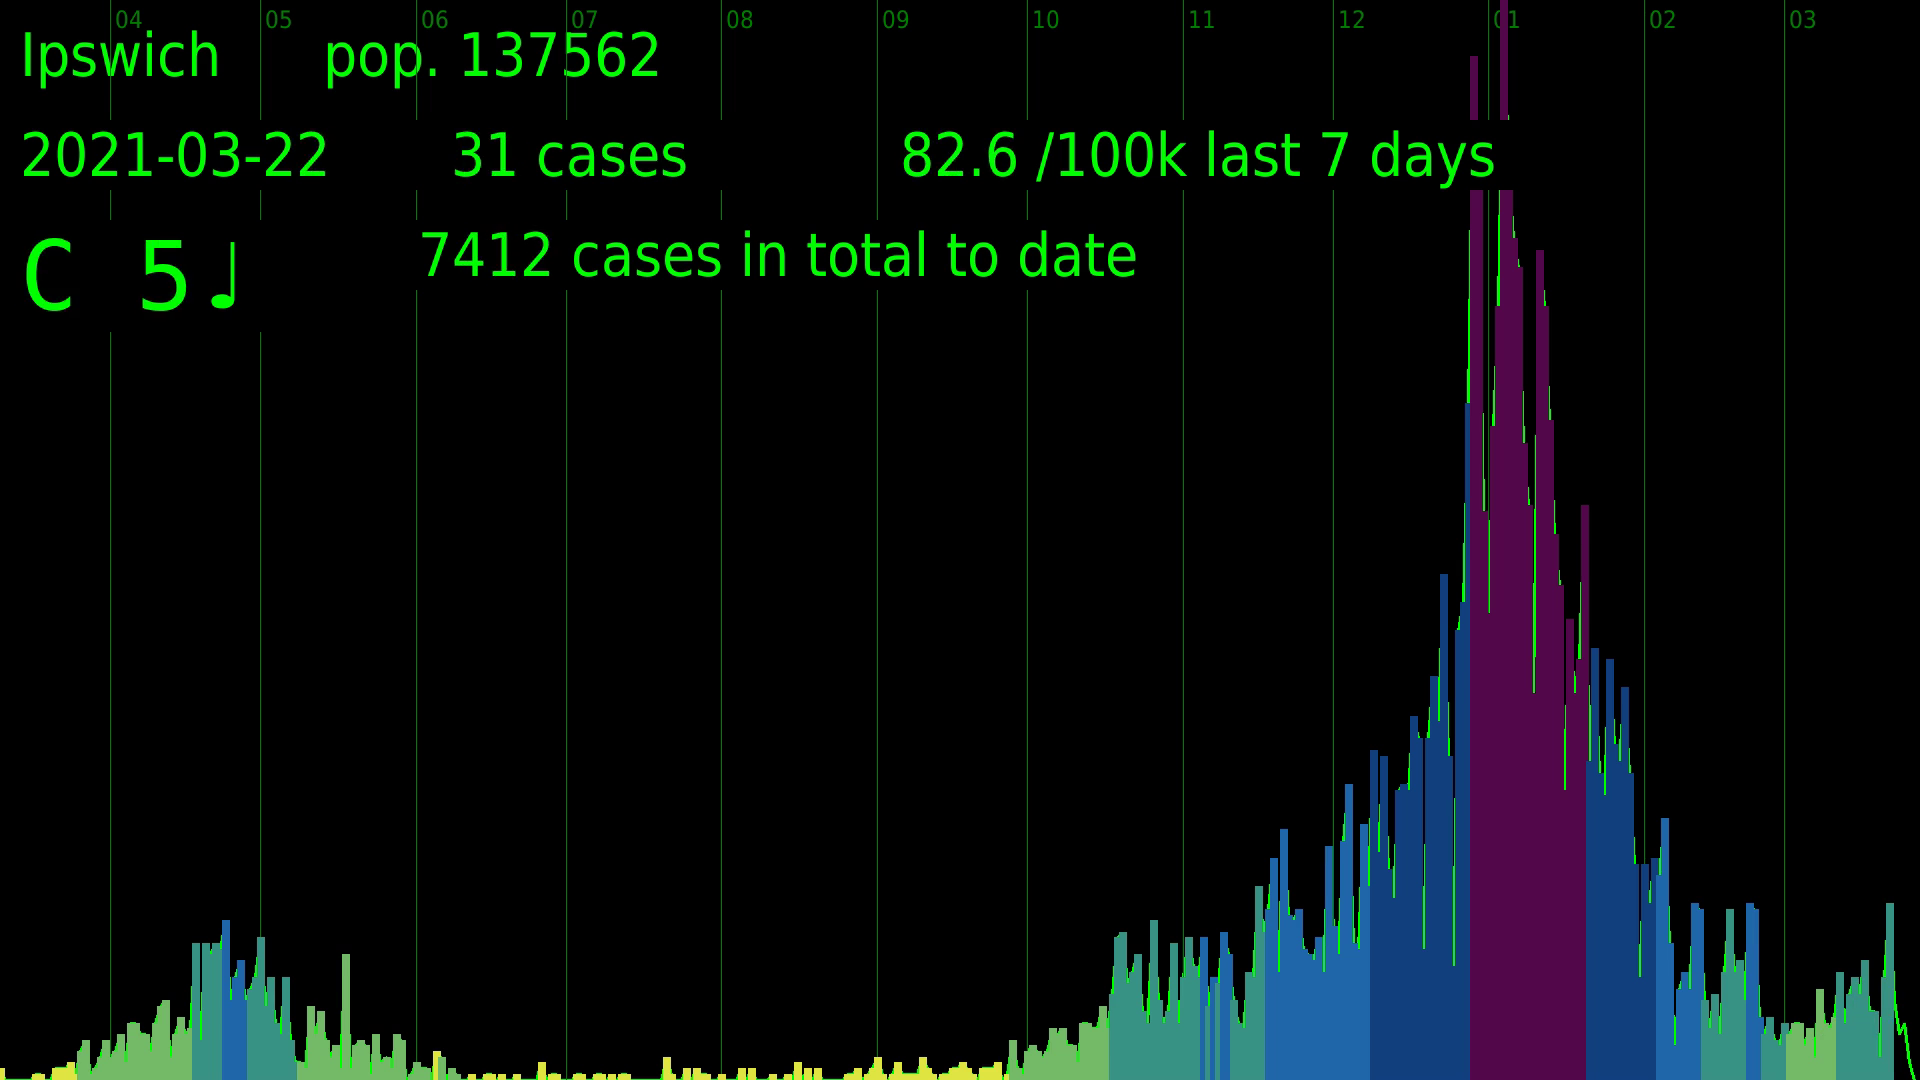 04 05 06 07 08 09 10 11 12 01 02 03
Ipswich pop. 137562
2021-03-22 31 cases 82.6 /100k last 7 days
C 5♩ 7412 cases in total to date